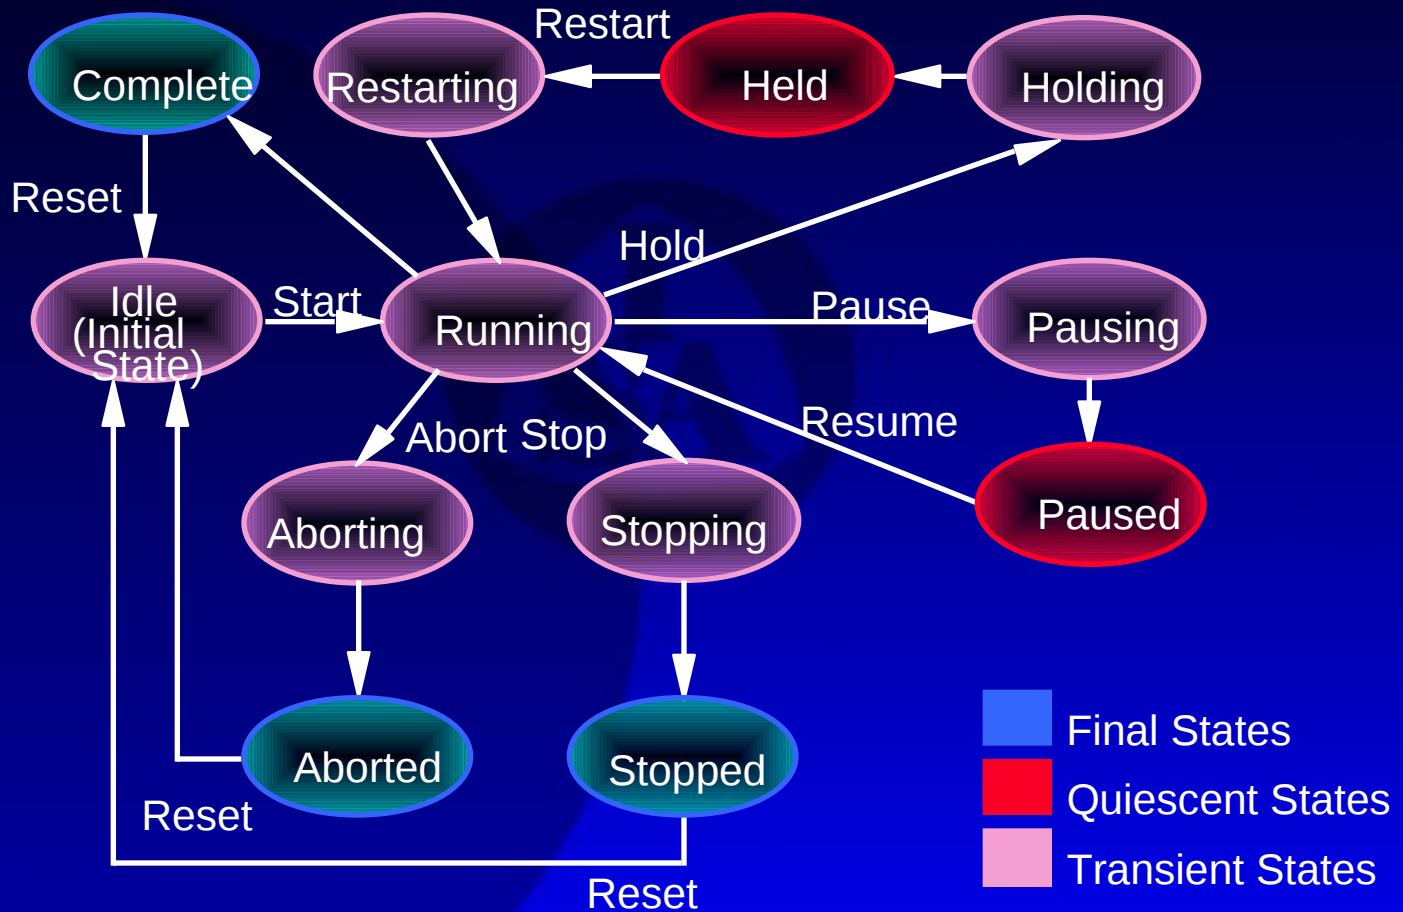 Restart
Complete
Restarting
Held
Holding
Reset
Hold
Idle
(Initial
State)
Start
Running
Pause
Pausing
Abort
Stop
Resume
Aborting
Stopping
Paused
Aborted
Stopped
Reset
Reset
Final States
Quiescent States
Transient States